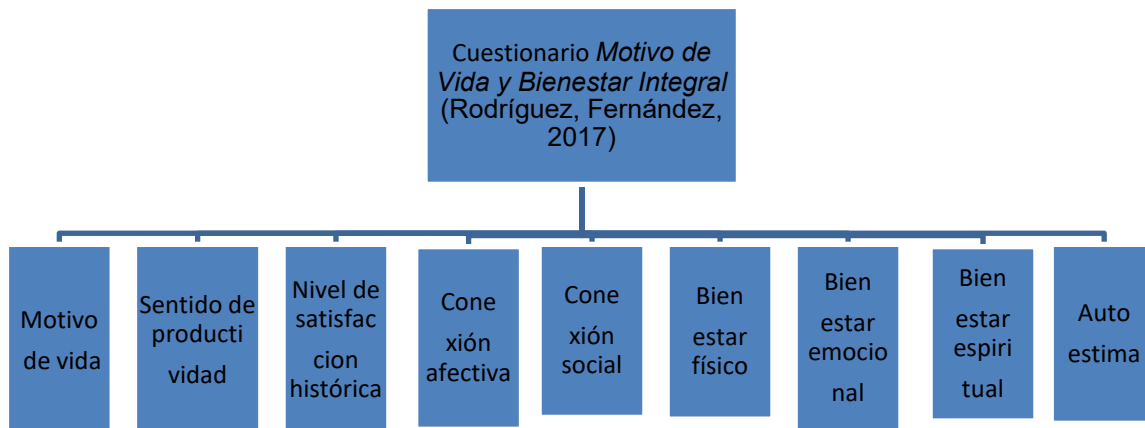 Cuestionario Motivo de
Vida y Bienestar Integral
(Rodríguez, Fernández,
2017)
Motivo
de vida
Sentido de
producti
vidad
Nivel de
satisfac
cion
histórica
Cone
xión
afectiva
Cone
xión
social
Bien
estar
físico
Bien
estar
emocio
nal
Bien
estar
espiri
tual
Auto
estima